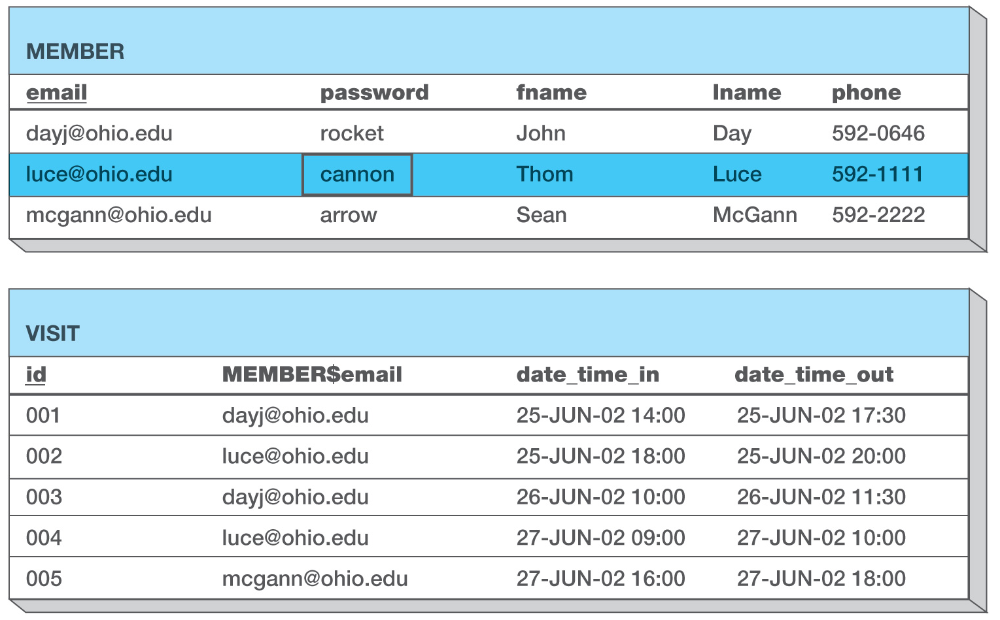 MEMBER
email password fname lname phone
dayj@ohio.edu rocket John Day 592-0646
luce@ohio.edu cannon Thom Luce 592-1111
mcgann@ohio.edu arrow Sean McGann 592-2222
VISIT
id MEMBER$email date_time_in date_time_out
001 dayj@ohio.edu 25-JUN-02 14:00 25-JUN-02 17:30
002 luce@ohio.edu 25-JUN-02 18:00 25-JUN-02 20:00
003 dayj@ohio.edu 26-JUN-02 10:00 26-JUN-02 11:30
004 luce@ohio.edu 27-JUN-02 09:00 27-JUN-02 10:00
005 mcgann@ohio.edu 27-JUN-02 16:00 27-JUN-02 18:00